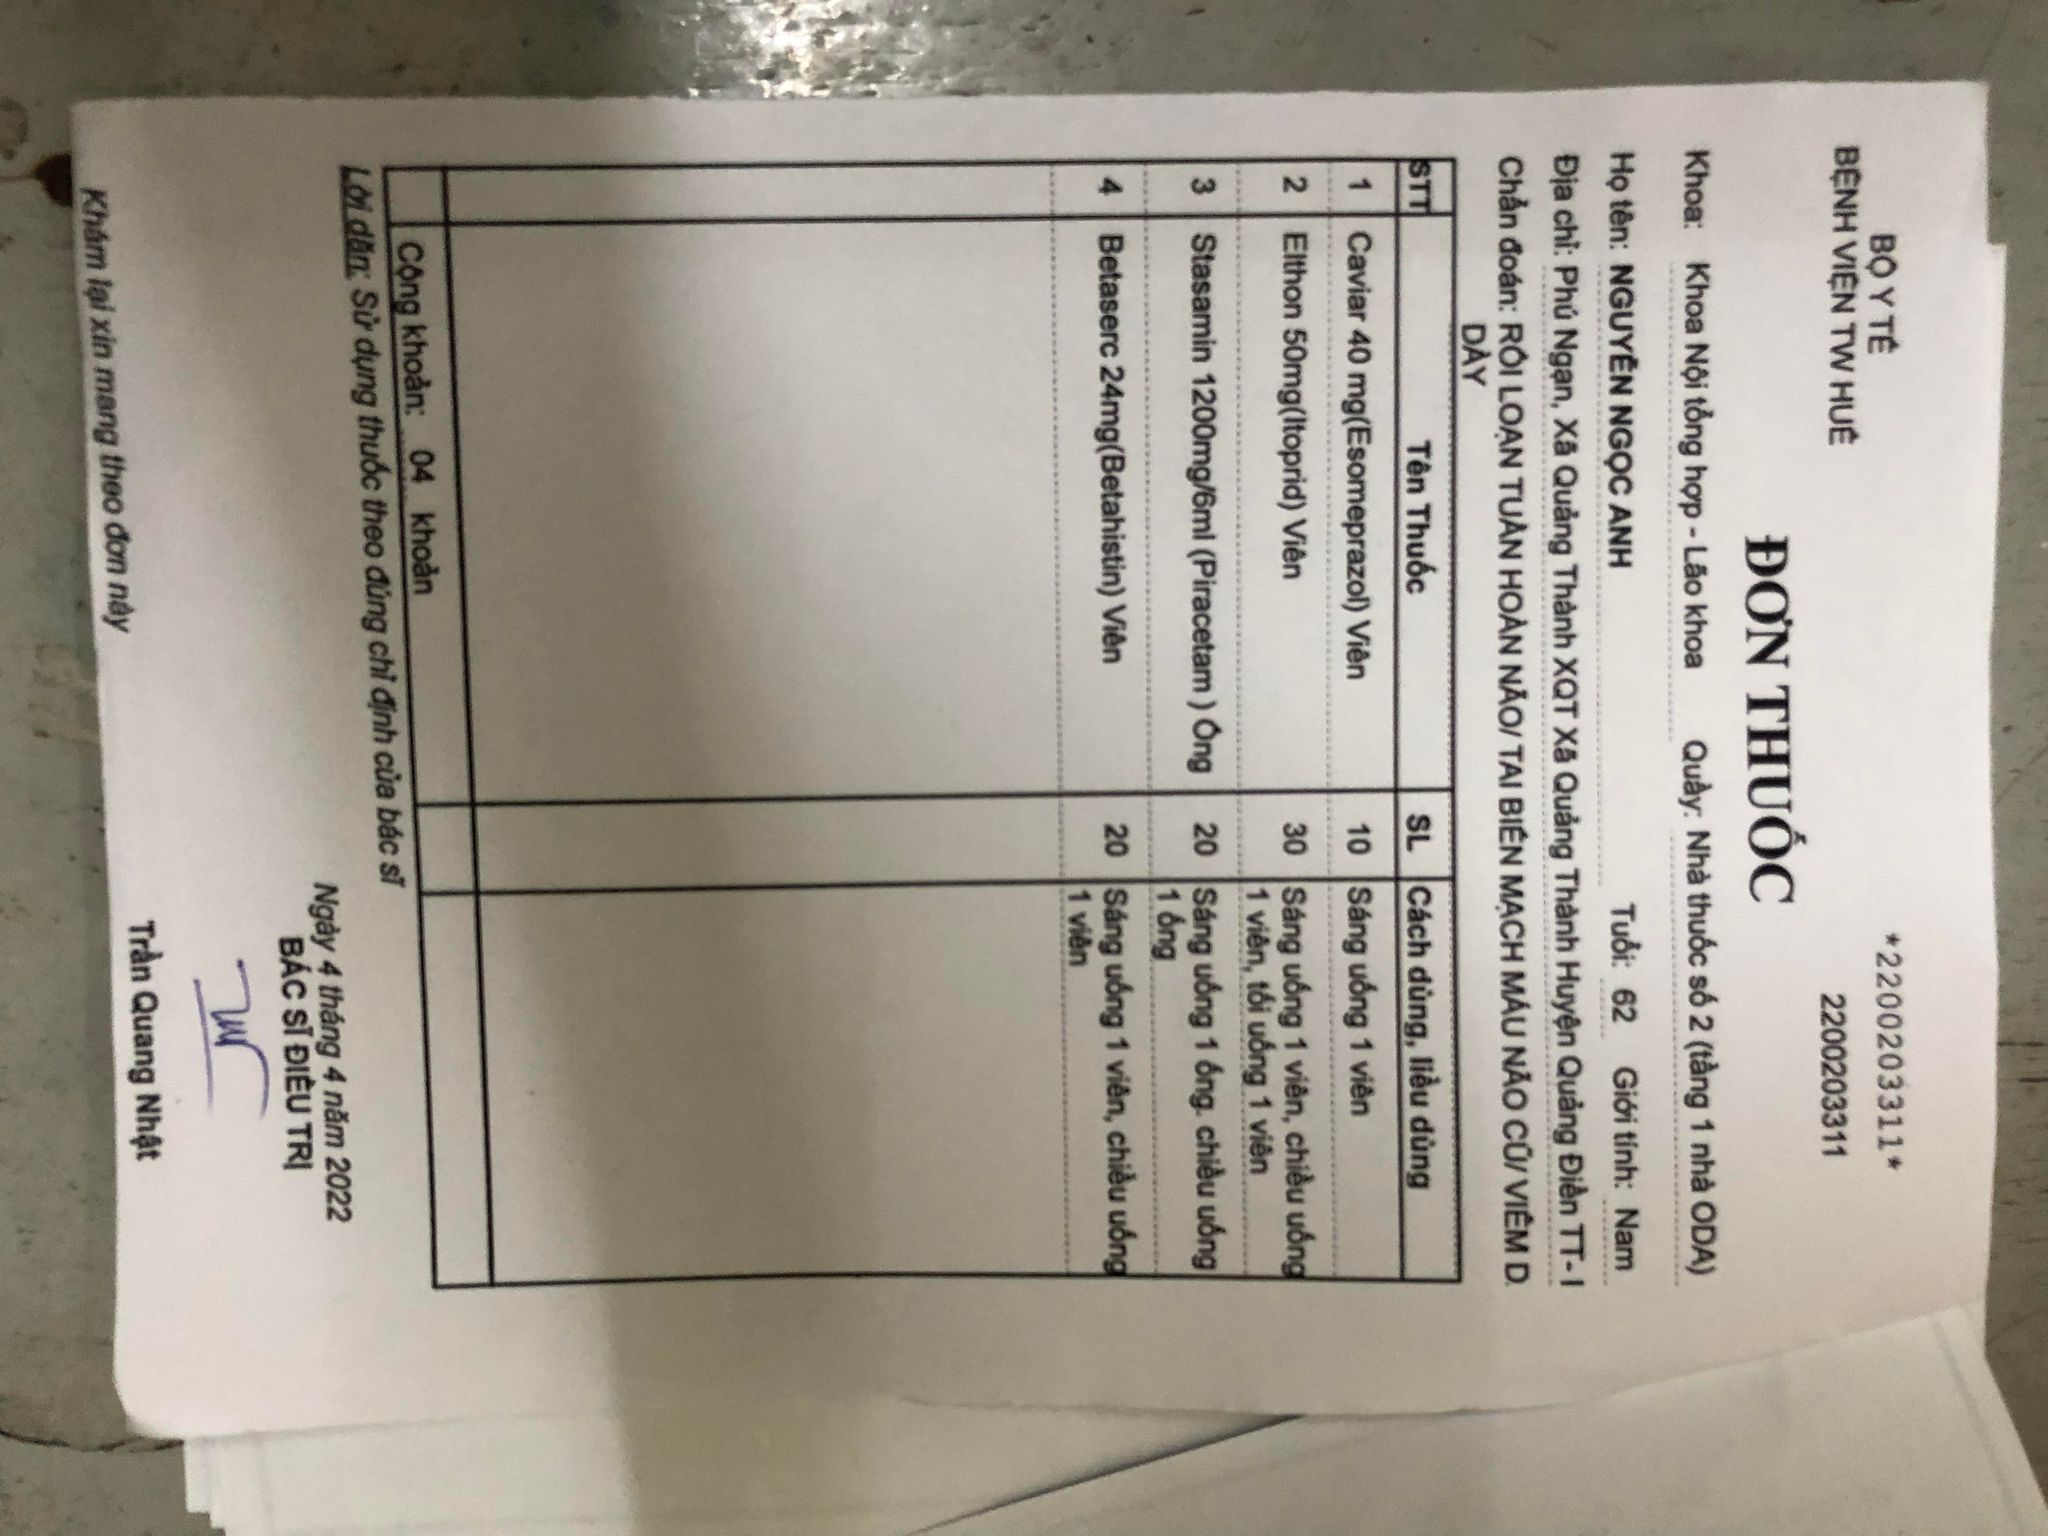 BỘ Y TẾ
BỆNH VIỆN TW HUẾ
*2200203311*
2200203311
ĐƠN THUỐC
Khoa: Khoa Nội tổng hợp - Lão khoa Quầy: Nhà thuốc số 2 (tầng 1 nhà ODA)
Họ tên: NGUYỄN NGỌC ANH Tuổi: 62 Giới tính: Nam
Địa chỉ: Phú Ngạn, Xã Quảng Thành XQT Xã Quảng Thành Huyện Quảng Điền TT- I
Chẩn đoán: RỐI LOẠN TUẦN HOÀN NÃO/ TAI BIẾN MẠCH MÁU NÃO CŨ/ VIÊM D
DÀY
STT Tên Thuốc SL Cách dùng, liều dùng
1 Caviar 40 mg(Esomeprazol) Viên 10 Sáng uống 1 viên
2 Elthon 50mg(Itoprid) Viên 30 Sáng uống 1 viên, chiều uống
1 viên, tối uống 1 viên
3 Stasamin 1200mg/6ml (Piracetam ) Ống 20 Sáng uống 1 ống. chiều uống
1 ống
4 Betaserc 24mg(Betahistin) Viên 20 Sáng uống 1 viên, chiều uống
1 viên
Cộng khoản: 04 khoản
Lời dặn: Sử dụng thuốc theo đúng chỉ định của bác sĩ
Ngày 4 tháng 4 năm 2022
BÁC SĨ ĐIỀU TRỊ
Trần Quang Nhật
Khám lại xin mang theo đơn này